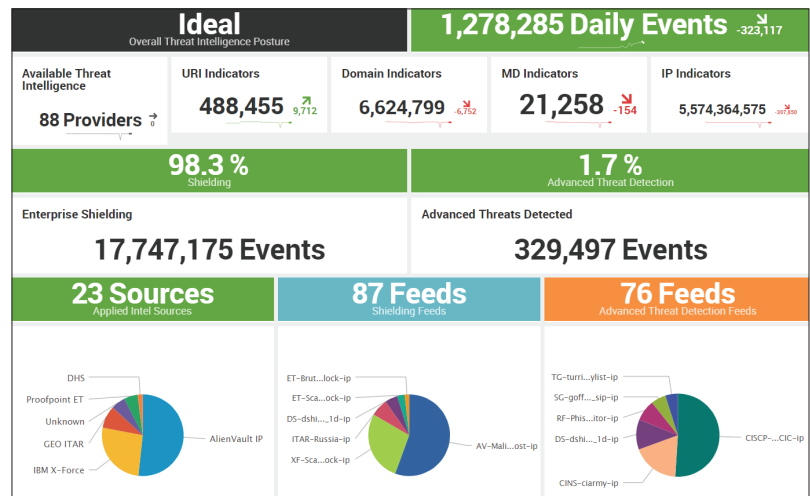 Ideal
Overall Threat Intelligence Posture
1,278,285 Daily Events -323,117
Available Threat
Intelligence
88 Providers 0
URI Indicators
488,455 9,712
Domain Indicators
6,624,799 -6,752
MD Indicators
21,258 -154
IP Indicators
5,574,364,575 -367,850
98.3 %
Shielding
1.7 %
Advanced Threat Detection
Enterprise Shielding
17,747,175 Events
Advanced Threats Detected
329,497 Events
23 Sources
Applied Intel Sources
87 Feeds
Shielding Feeds
76 Feeds
Advanced Threat Detection Feeds
DHS
Proofpoint ET
Unknown
GEO ITAR
IBM X-Force
AlienVault IP
ET-Brut...lock-ip
ET-Sca...ock-ip
DS-dshi..._1d-ip
ITAR-Russia-ip
XF-Sca...ock-ip
AV-Mali...ost-ip
TG-turri...ylist-ip
SG-goff..._sip-ip
RF-Phis...itor-ip
DS-dshi..._1d-ip
CINS-ciarmy-ip
CISCP-...CIC-ip